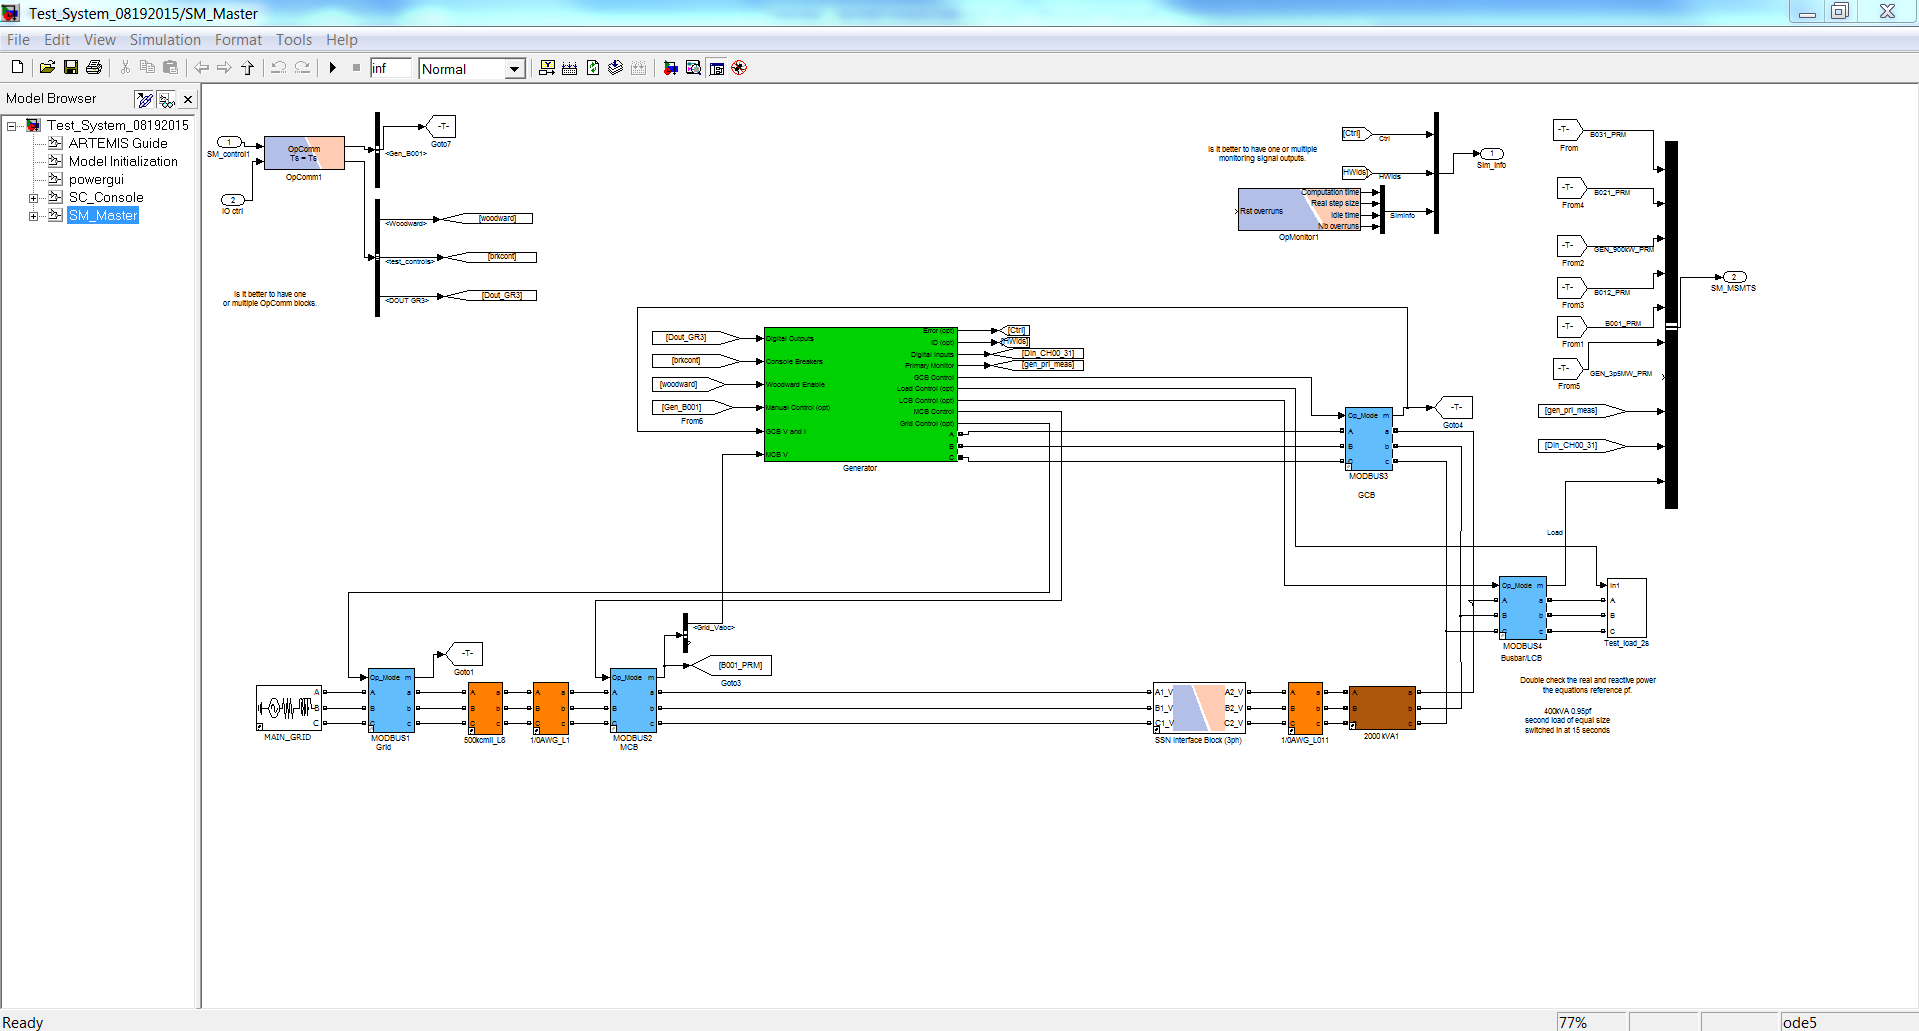 Test_System_08192015/SM_Master
File Edit View Simulation Format Tools Help
inf
Normal
Model Browser
Test_System_08192015
ARTEMIS Guide
Model Initialization
powergui
SC_Console
SM_Master
1
SM_control1
2
IO ctrl
OpComm
Ts = Ts
OpComm1
<Gen_B001>
-T-
Goto7
<Woodward>
[woodward]
<test_controls>
[brkcont]
<DOUT GR3>
[Dout_GR3]
Is it better to have one
or multiple OpComm blocks.
Is it better to have one or multiple
monitoring signal outputs.
[Ctrl]
Ctrl
HWIds]
HWIds
Rst overruns
Computation time
Real step size
Idle time
Nb overruns
OpMonitor1
SimInfo
1
Sim_Info
-T-
From
B031_PRM
-T-
From4
B021_PRM
-T-
From2
GEN_900kW_PRM
-T-
From3
B012_PRM
-T-
From1
B001_PRM
-T-
From5
GEN_3p5MW_PRM
[gen_pri_meas]
[Din_CH00_31]
2
SM_MSMTS
Load
[Dout_GR3]
[brkcont]
[woodward]
[Gen_B001]
From6
Digital Outputs
Console Breakers
Woodward Enable
Manual Control (opt)
GCB V and I
MCB V
Error (opt)
ID (opt)
Digital Inputs
Primary Monitor
GCB Control
Load Control (opt)
LCB Control (opt)
MCB Control
Grid Control (opt)
A
B
C
Generator
[Ctrl]
[HWIds]
[Din_CH00_31]
[gen_pri_meas]
Op_Mode m
A a
B b
C c
MODBUS3
GCB
-T-
Goto4
Op_Mode m
A a
B b
C c
MODBUS4
Busbar/LCB
In1
A
B
C
Test_load_2s
Double check the real and reactive power
the equations reference pf.
400kVA 0.95pf
second load of equal size
switched in at 15 seconds
<Grid_Vabc>
[B001_PRM]
Goto3
-T-
Goto1
A
B
C
MAIN_GRID
Op_Mode m
A a
B b
C c
MODBUS1
Grid
A a
B b
C c
500kcmil_L8
A a
B b
C c
1/0AWG_L1
Op_Mode m
A a
B b
C c
MODBUS2
MCB
A1_V A2_V
B1_V B2_V
C1_V C2_V
SSN Interface Block (3ph)
A a
B b
C c
1/0AWG_L011
A a
B b
C c
2000 kVA1
Ready
77%
ode5